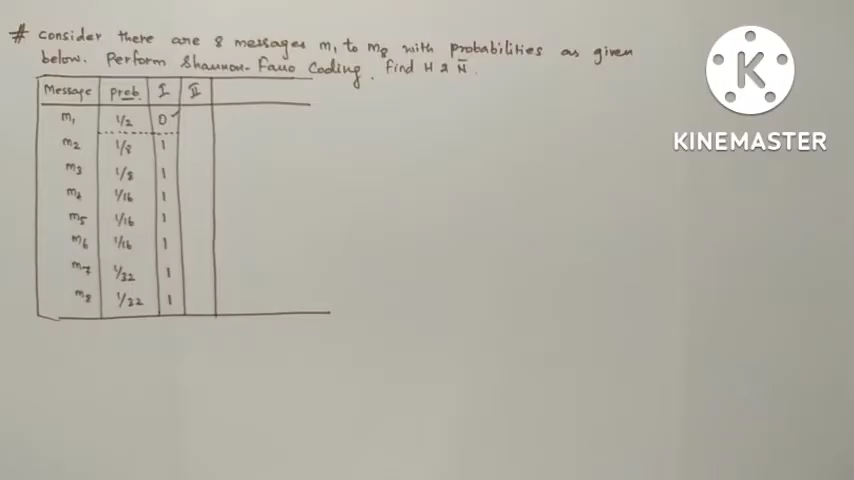 # Consider there are 8 messages m₁ to m₈ with probabilities as given
below. Perform Shannon-Fano Coding. Find H & N̄.
Message Prob. I II
m₁ 1/2 0
m₂ 1/8 1
m₃ 1/8 1
m₄ 1/16 1
m₅ 1/16 1
m₆ 1/16 1
m₇ 1/32 1
m₈ 1/32 1
K
KINEMASTER